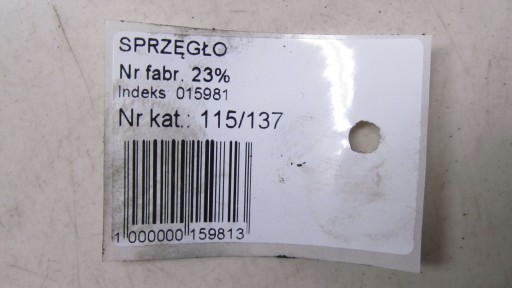 SPRZĘGŁO
Nr fabr. 23%
Indeks 015981
Nr kat.: 115/137
1 000000 159813